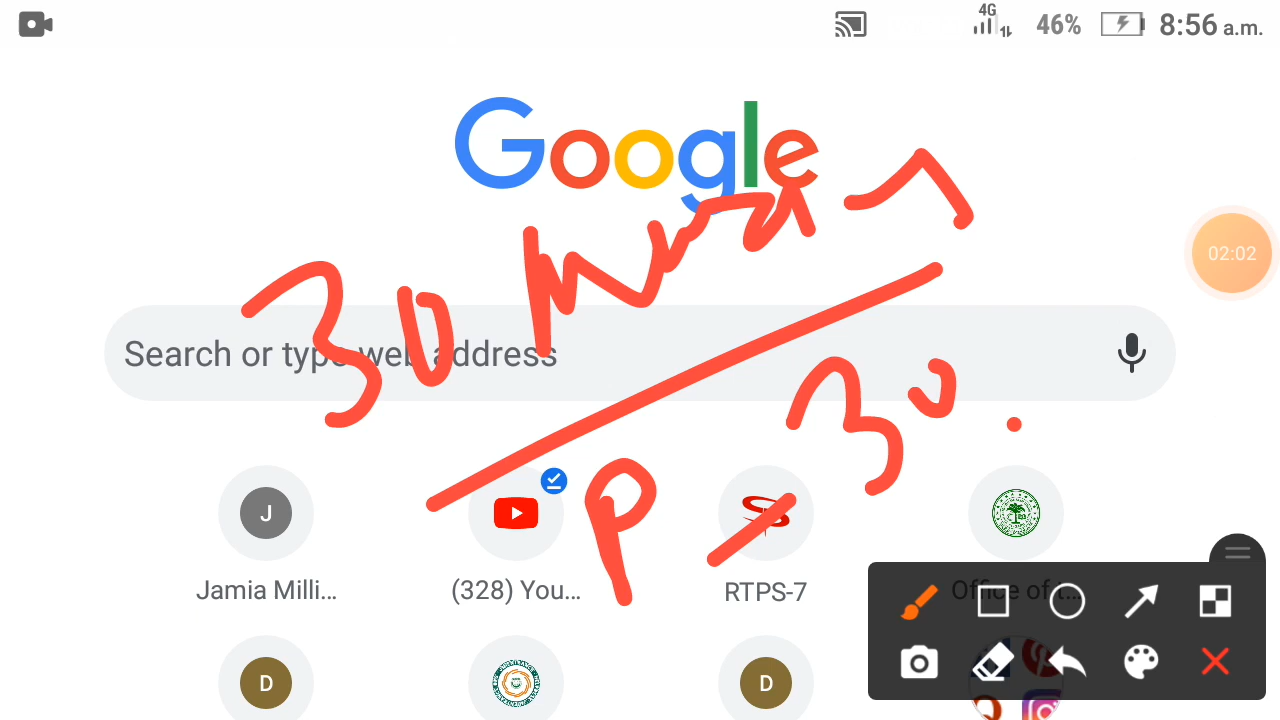 4G 46% 8:56 a.m.
Google
02:02
30
Search or type web address
30.
P
J
Jamia Milli... (328) You... RTPS-7 Office of t...
D D